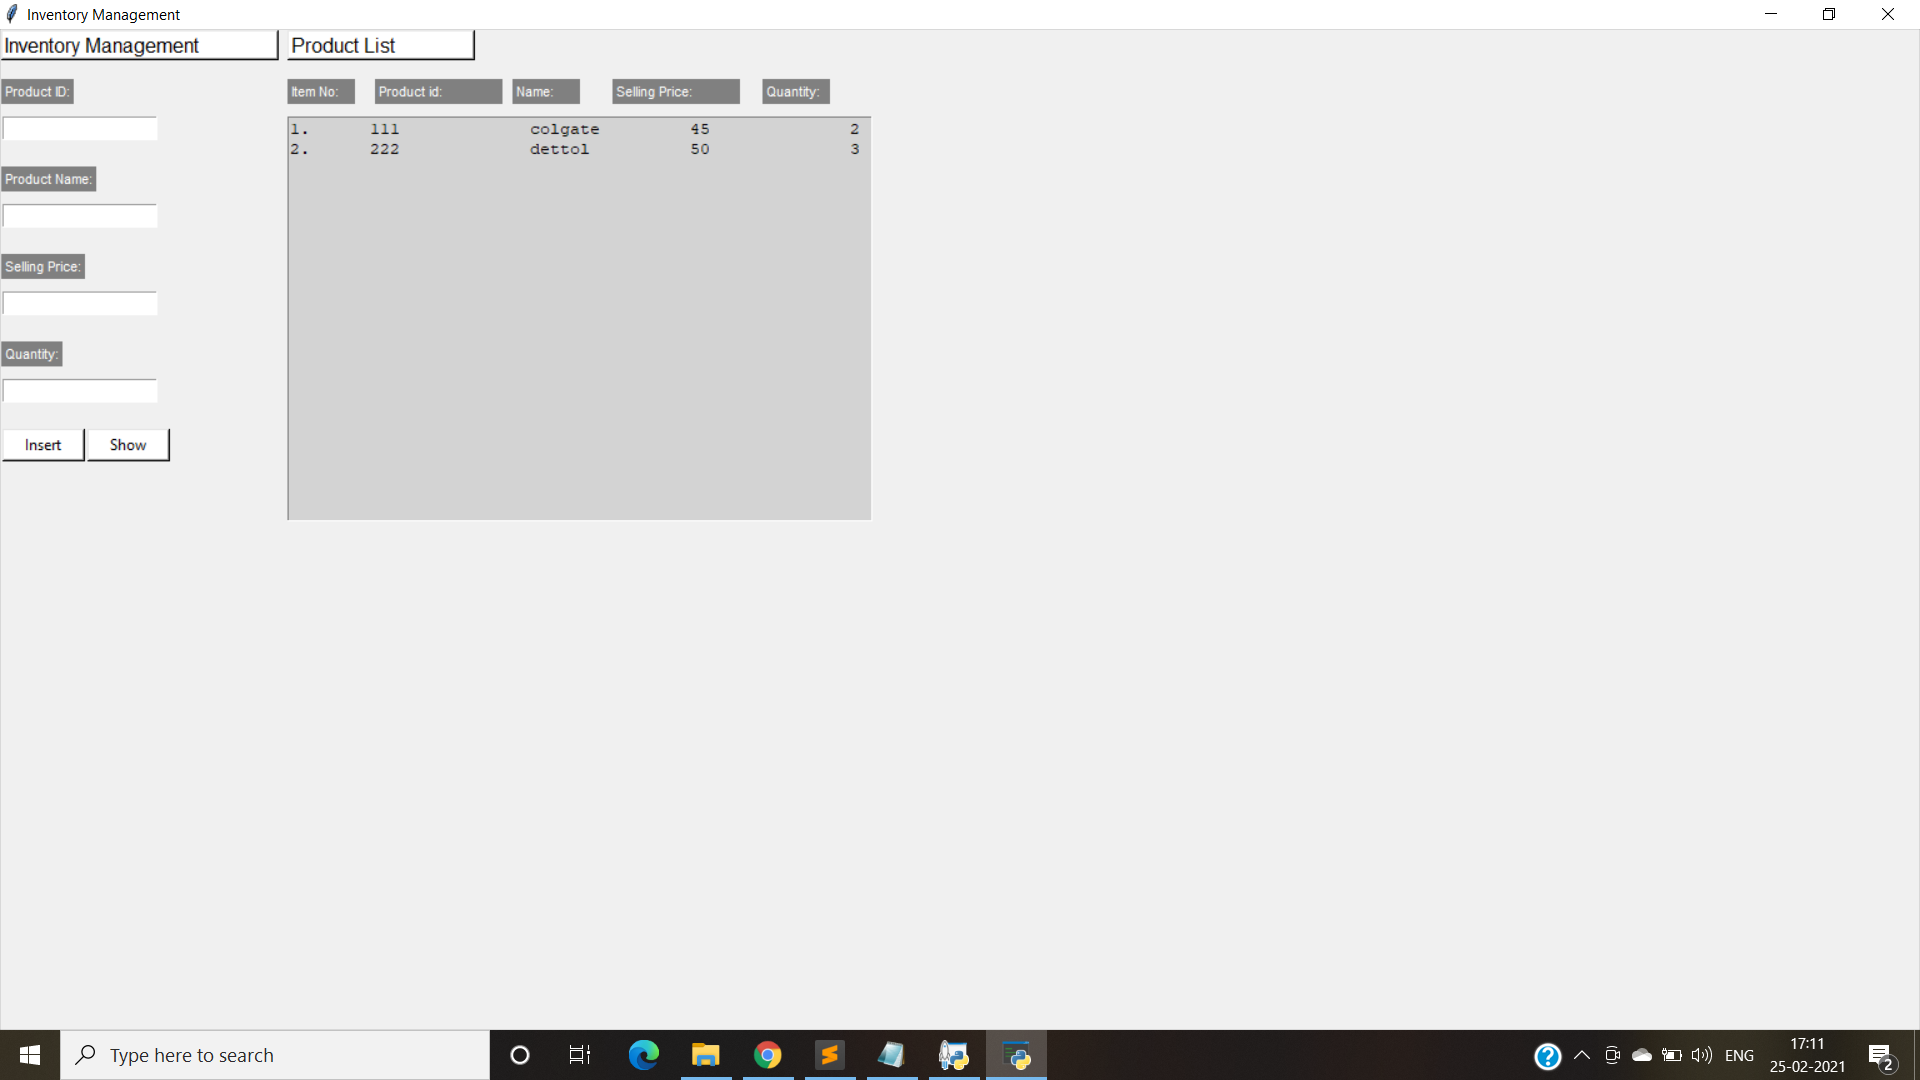 Inventory Management
Inventory Management
Product List
Product ID:
Item No:
Product id:
Name:
Selling Price:
Quantity:
1. 111 colgate 45 2
2. 222 dettol 50 3
Product Name:
Selling Price:
Quantity:
Insert
Show
Type here to search
ENG
17:11
25-02-2021
2